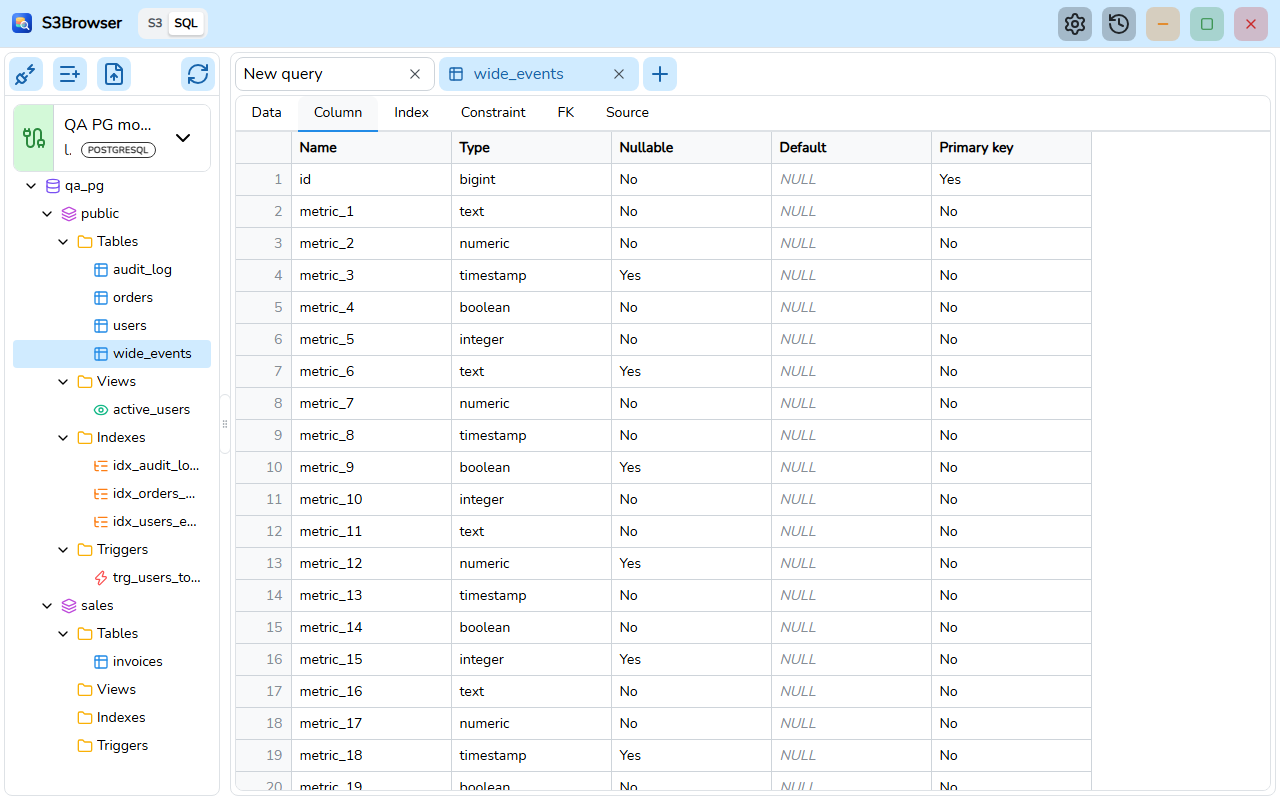 S3Browser S3 SQL
New query wide_events
QA PG mo...
l. POSTGRESQL
qa_pg
public
Tables
audit_log
orders
users
wide_events
Views
active_users
Indexes
idx_audit_lo...
idx_orders_...
idx_users_e...
Triggers
trg_users_to...
sales
Tables
invoices
Views
Indexes
Triggers
Data Column Index Constraint FK Source
Name Type Nullable Default Primary key
1 id bigint No NULL Yes
2 metric_1 text No NULL No
3 metric_2 numeric No NULL No
4 metric_3 timestamp Yes NULL No
5 metric_4 boolean No NULL No
6 metric_5 integer No NULL No
7 metric_6 text Yes NULL No
8 metric_7 numeric No NULL No
9 metric_8 timestamp No NULL No
10 metric_9 boolean Yes NULL No
11 metric_10 integer No NULL No
12 metric_11 text No NULL No
13 metric_12 numeric Yes NULL No
14 metric_13 timestamp No NULL No
15 metric_14 boolean No NULL No
16 metric_15 integer Yes NULL No
17 metric_16 text No NULL No
18 metric_17 numeric No NULL No
19 metric_18 timestamp Yes NULL No
20 metric_19 boolean No NULL No